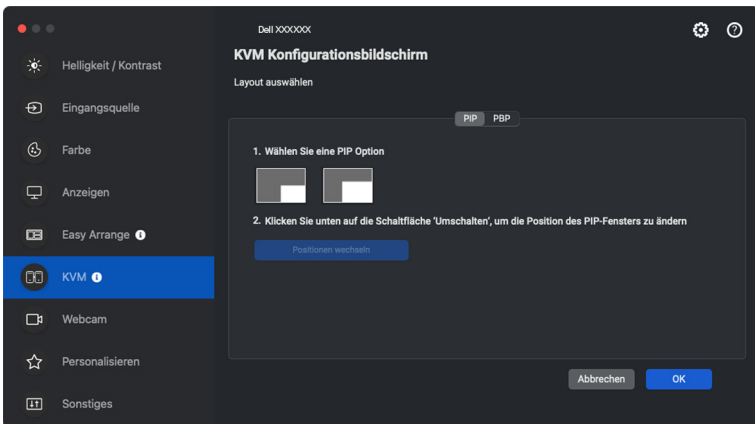 Dell XXXXXX
KVM Konfigurationsbildschirm
Layout auswählen
Helligkeit / Kontrast
Eingangsquelle
Farbe
Anzeigen
Easy Arrange
KVM
Webcam
Personalisieren
Sonstiges
PIP PBP
1. Wählen Sie eine PIP Option
2. Klicken Sie unten auf die Schaltfläche 'Umschalten', um die Position des PIP-Fensters zu ändern
Positionen wechseln
Abbrechen OK